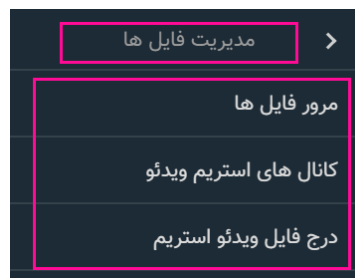 مدیریت فایل ها
مرور فایل ها
کانال های استریم ویدئو
درج فایل ویدئو استریم